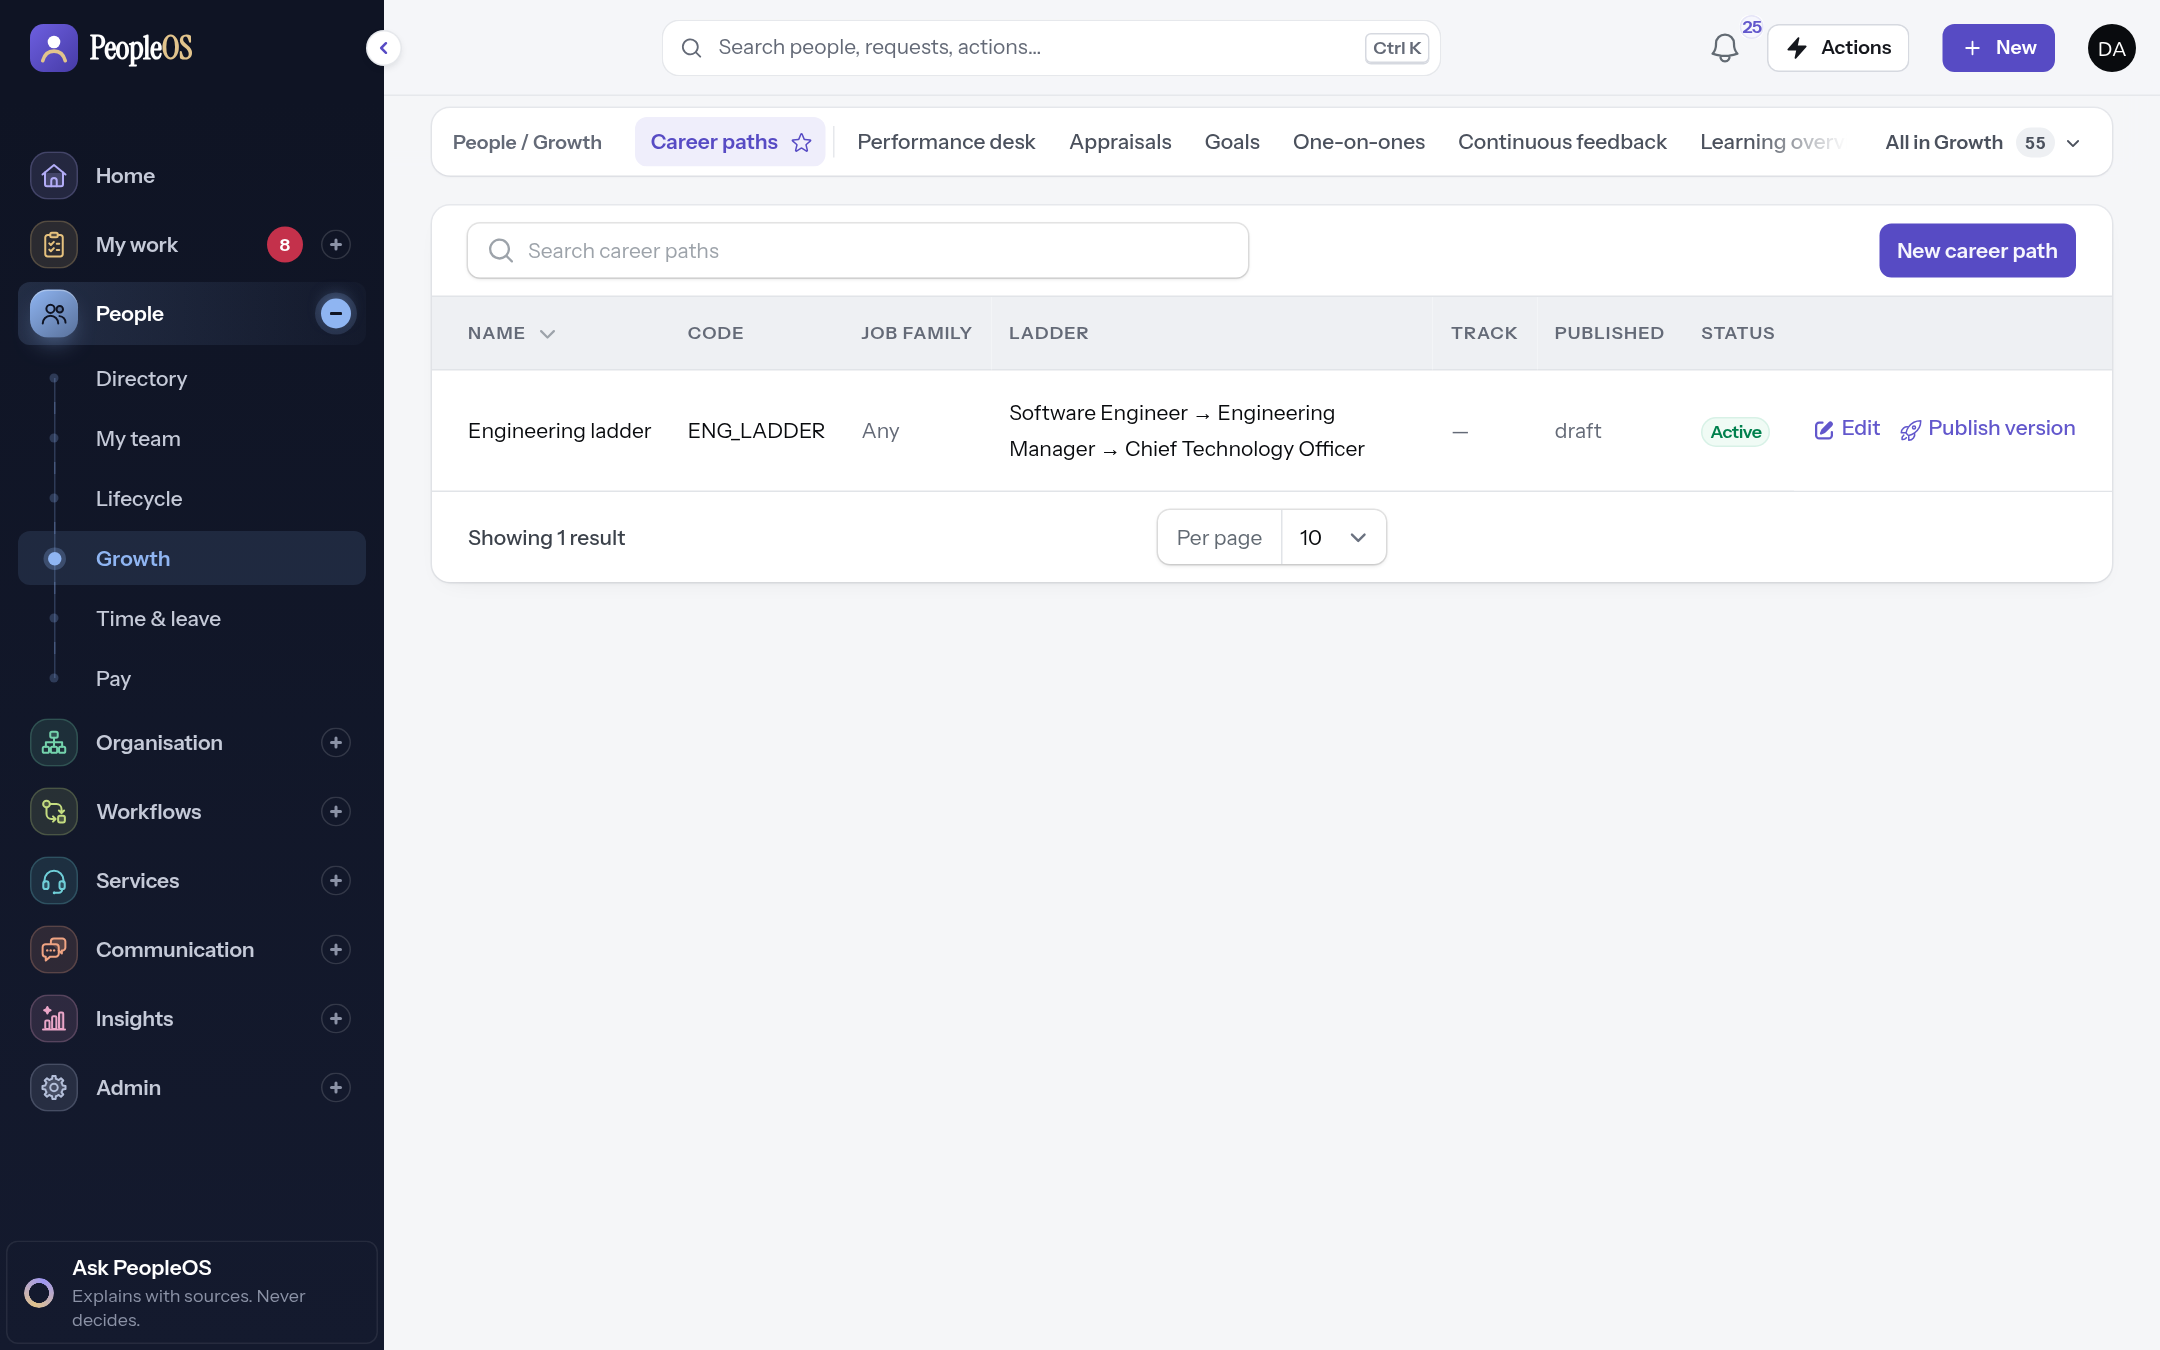 PeopleOS
Search people, requests, actions...
Ctrl K
25
Actions
New
DA
Home
My work
8
People
Directory
My team
Lifecycle
Growth
Time & leave
Pay
Organisation
Workflows
Services
Communication
Insights
Admin
Ask PeopleOS
Explains with sources. Never
decides.
People / Growth
Career paths
Performance desk
Appraisals
Goals
One-on-ones
Continuous feedback
Learning overv
All in Growth
55
Search career paths
New career path
NAME
CODE
JOB FAMILY
LADDER
TRACK
PUBLISHED
STATUS
Engineering ladder
ENG_LADDER
Any
Software Engineer → Engineering
Manager → Chief Technology Officer
—
draft
Active
Edit
Publish version
Showing 1 result
Per page
10